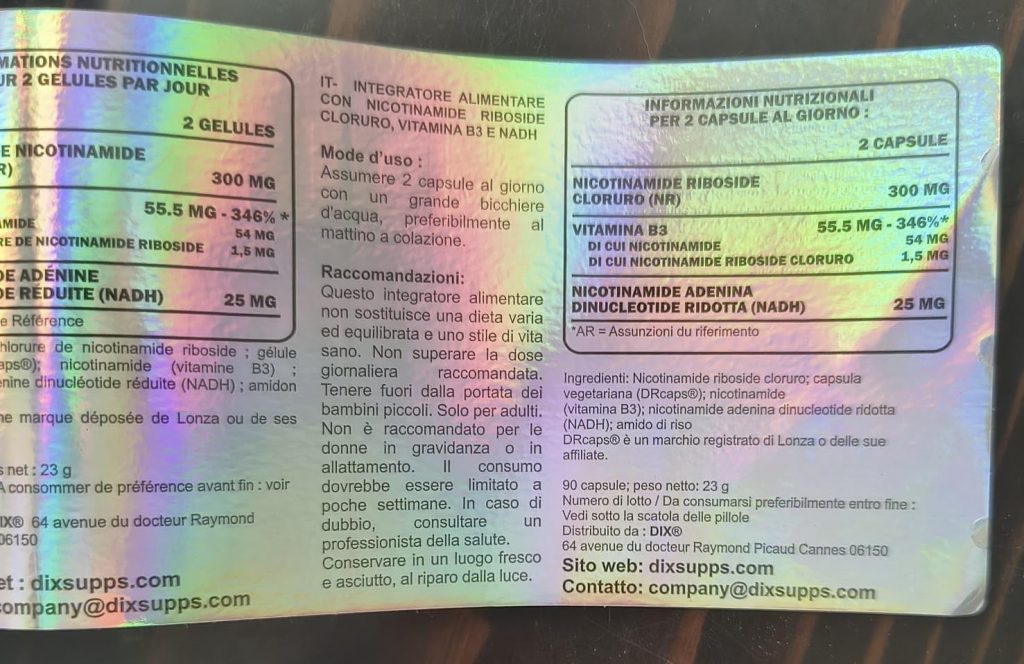 MATIONS NUTRITIONNELLES
UR 2 GÉLULES PAR JOUR
2 GELULES
E NICOTINAMIDE
R)
300 MG
55.5 MG - 346% *
AMIDE
54 MG
RE DE NICOTINAMIDE RIBOSIDE
1,5 MG
DE ADÉNINE
DE RÉDUITE (NADH)
25 MG
e Référence
hlorure de nicotinamide riboside ; gélule
aps®); nicotinamide (vitamine B3) ;
énine dinucléotide réduite (NADH) ; amidon
ne marque déposée de Lonza ou de ses
s net : 23 g
A consommer de préférence avant fin : voir
IX® 64 avenue du docteur Raymond
06150
et : dixsupps.com
ompany@dixsupps.com
IT- INTEGRATORE ALIMENTARE
CON NICOTINAMIDE RIBOSIDE
CLORURO, VITAMINA B3 E NADH
Mode d'uso :
Assumere 2 capsule al giorno
con un grande bicchiere
d'acqua, preferibilmente al
mattino a colazione.
Raccomandazioni:
Questo integratore alimentare
non sostituisce una dieta varia
ed equilibrata e uno stile di vita
sano. Non superare la dose
giornaliera raccomandata.
Tenere fuori dalla portata dei
bambini piccoli. Solo per adulti.
Non è raccomandato per le
donne in gravidanza o in
allattamento. Il consumo
dovrebbe essere limitato a
poche settimane. In caso di
dubbio, consultare un
professionista della salute.
Conservare in un luogo fresco
e asciutto, al riparo dalla luce.
INFORMAZIONI NUTRIZIONALI
PER 2 CAPSULE AL GIORNO :
2 CAPSULE
NICOTINAMIDE RIBOSIDE
CLORURO (NR)
300 MG
VITAMINA B3
55.5 MG - 346%*
DI CUI NICOTINAMIDE
54 MG
DI CUI NICOTINAMIDE RIBOSIDE CLORURO
1,5 MG
NICOTINAMIDE ADENINA
DINUCLEOTIDE RIDOTTA (NADH)
25 MG
*AR = Assunzioni du riferimento
Ingredienti: Nicotinamide riboside cloruro; capsula
vegetariana (DRcaps®); nicotinamide
(vitamina B3); nicotinamide adenina dinucleotide ridotta
(NADH); amido di riso
DRcaps® è un marchio registrato di Lonza o delle sue
affiliate.
90 capsule; peso netto: 23 g
Numero di lotto / Da consumarsi preferibilmente entro fine :
Vedi sotto la scatola delle pillole
Distribuito da : DIX®
64 avenue du docteur Raymond Picaud Cannes 06150
Sito web: dixsupps.com
Contatto: company@dixsupps.com